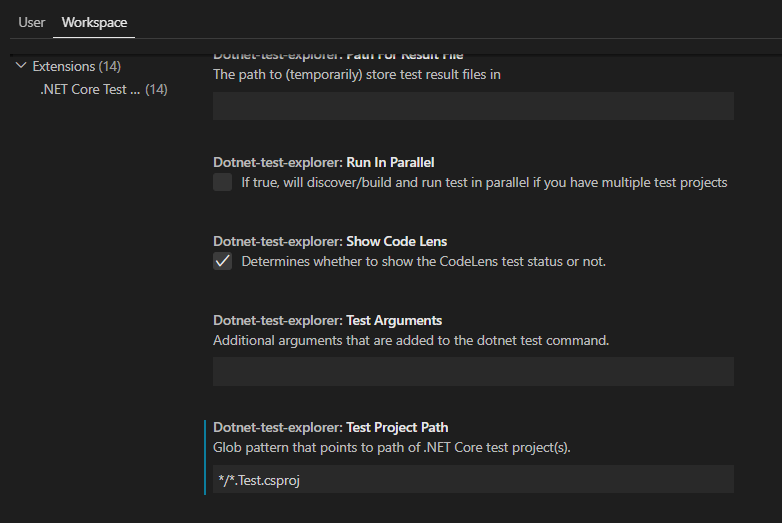 User Workspace
Extensions (14)
.NET Core Test ... (14)
Dotnet-test-explorer: Path For Result File
The path to (temporarily) store test result files in
Dotnet-test-explorer: Run In Parallel
If true, will discover/build and run test in parallel if you have multiple test projects
Dotnet-test-explorer: Show Code Lens
Determines whether to show the CodeLens test status or not.
Dotnet-test-explorer: Test Arguments
Additional arguments that are added to the dotnet test command.
Dotnet-test-explorer: Test Project Path
Glob pattern that points to path of .NET Core test project(s).
*/*.Test.csproj